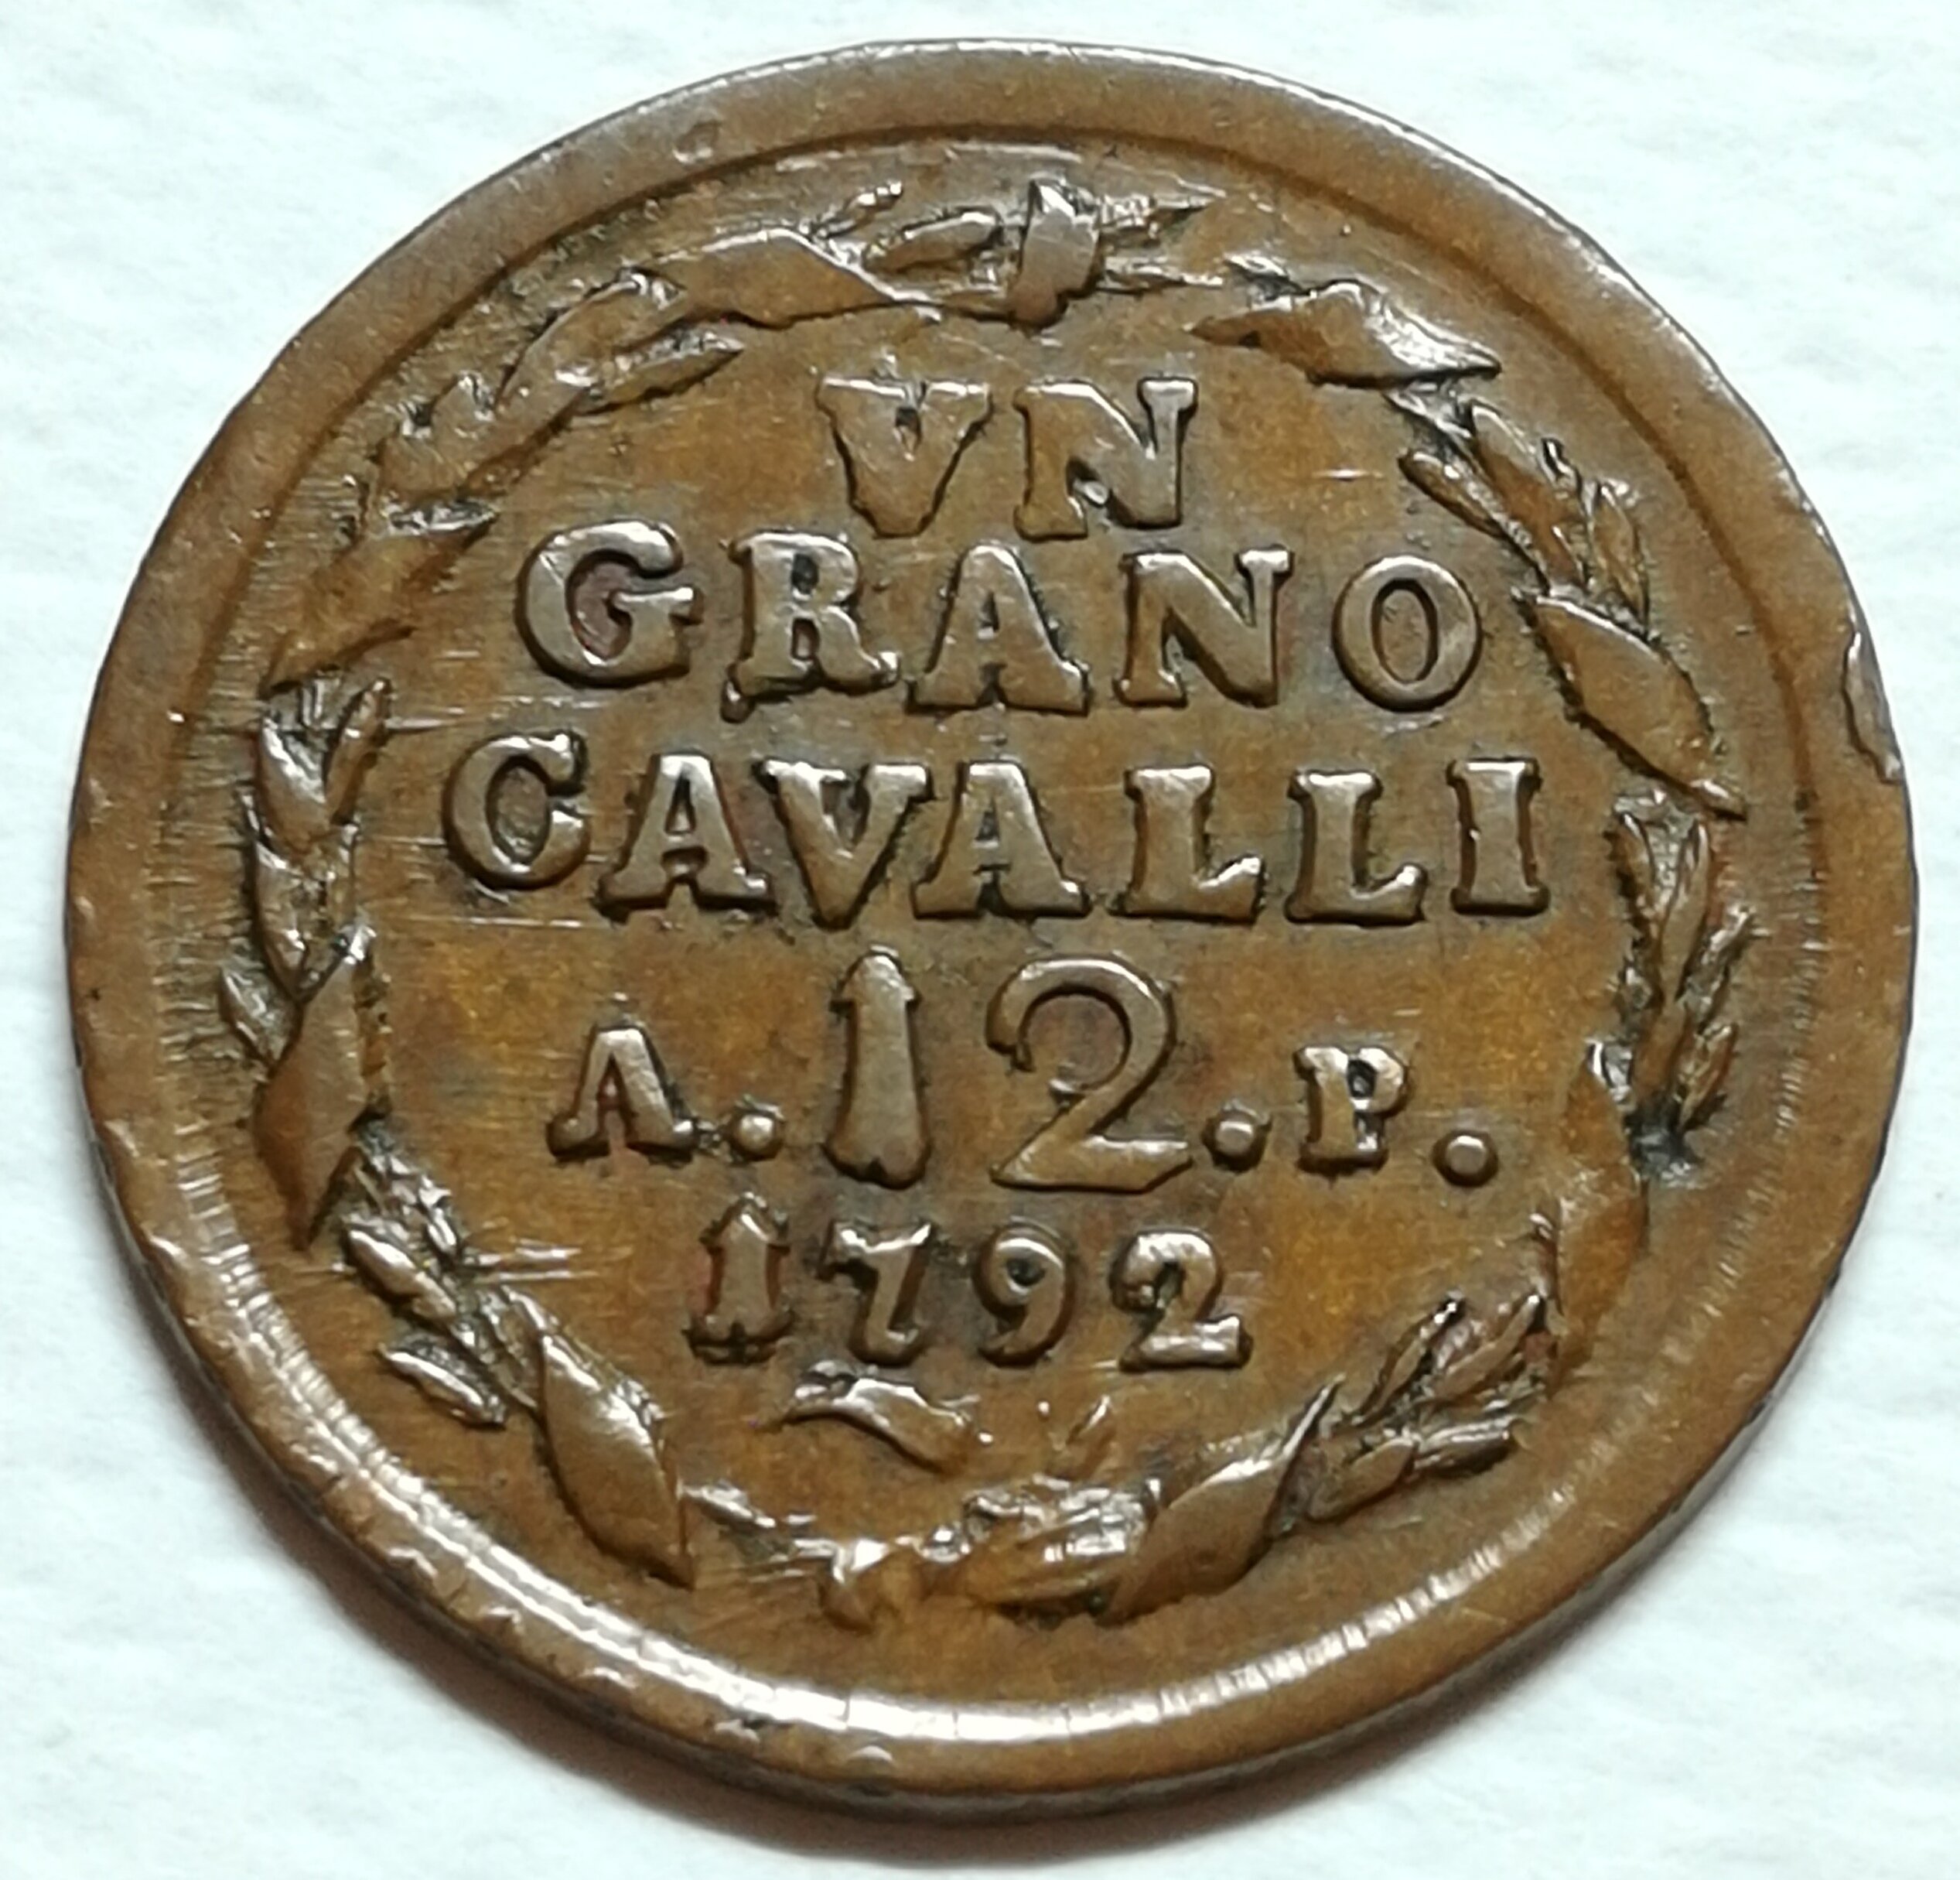 VN
GRANO
CAVALLI
A.12.P.
1792